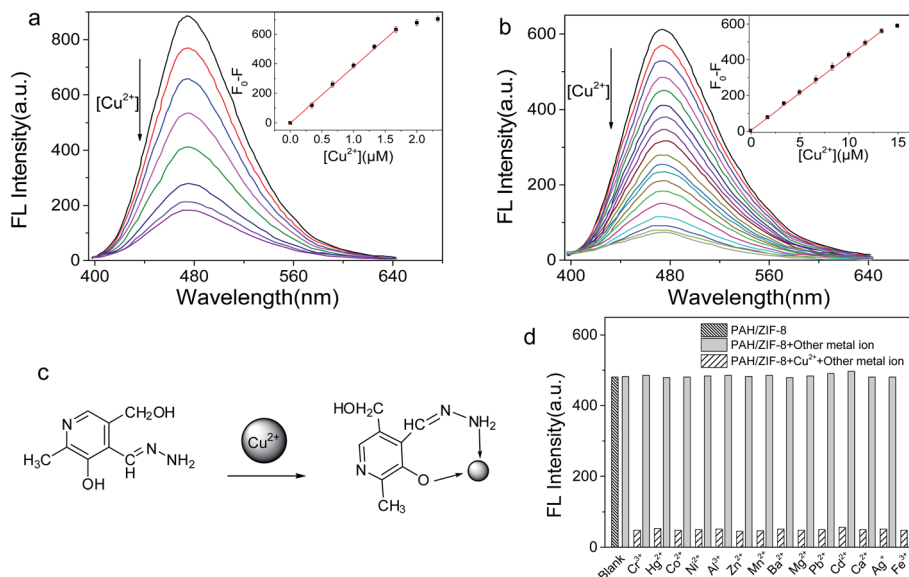 a
FL Intensity(a.u.)
800
600
400
200
0
400
480
560
640
Wavelength(nm)
[Cu²⁺]
F₀-F
600
400
200
0
0.0
0.5
1.0
1.5
2.0
[Cu²⁺](µM)
b
FL Intensity(a.u.)
600
400
200
0
400
480
560
640
Wavelength(nm)
[Cu²⁺]
F₀-F
600
400
200
0
0
5
10
15
[Cu²⁺](µM)
c
CH₂OH
N
H₃C
OH
C
H
N
NH₂
Cu²⁺
HOH₂C
CH
N
NH₂
N
O
CH₃
d
FL Intensity(a.u.)
600
400
200
0
PAH/ZIF-8
PAH/ZIF-8+Other metal ion
PAH/ZIF-8+Cu²⁺+Other metal ion
Blank
Cr³⁺
Hg²⁺
Co²⁺
Ni²⁺
Al³⁺
Zn²⁺
Mn²⁺
Ba²⁺
Mg²⁺
Pb²⁺
Cd²⁺
Ca²⁺
Ag⁺
Fe³⁺